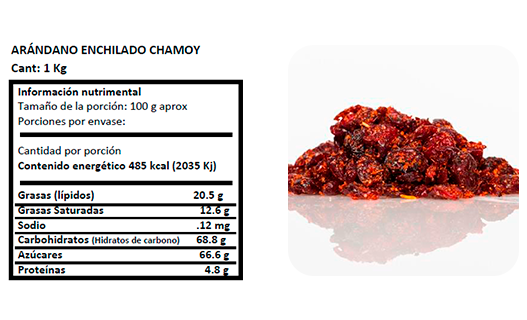 ARÁNDANO ENCHILADO CHAMOY
Cant: 1 Kg
Información nutrimental
Tamaño de la porción: 100 g aprox
Porciones por envase:
Cantidad por porción
Contenido energético 485 kcal (2035 Kj)
Grasas (lípidos) 20.5 g
Grasas Saturadas 12.6 g
Sodio .12 mg
Carbohidratos (Hidratos de carbono) 68.8 g
Azúcares 66.6 g
Proteínas 4.8 g